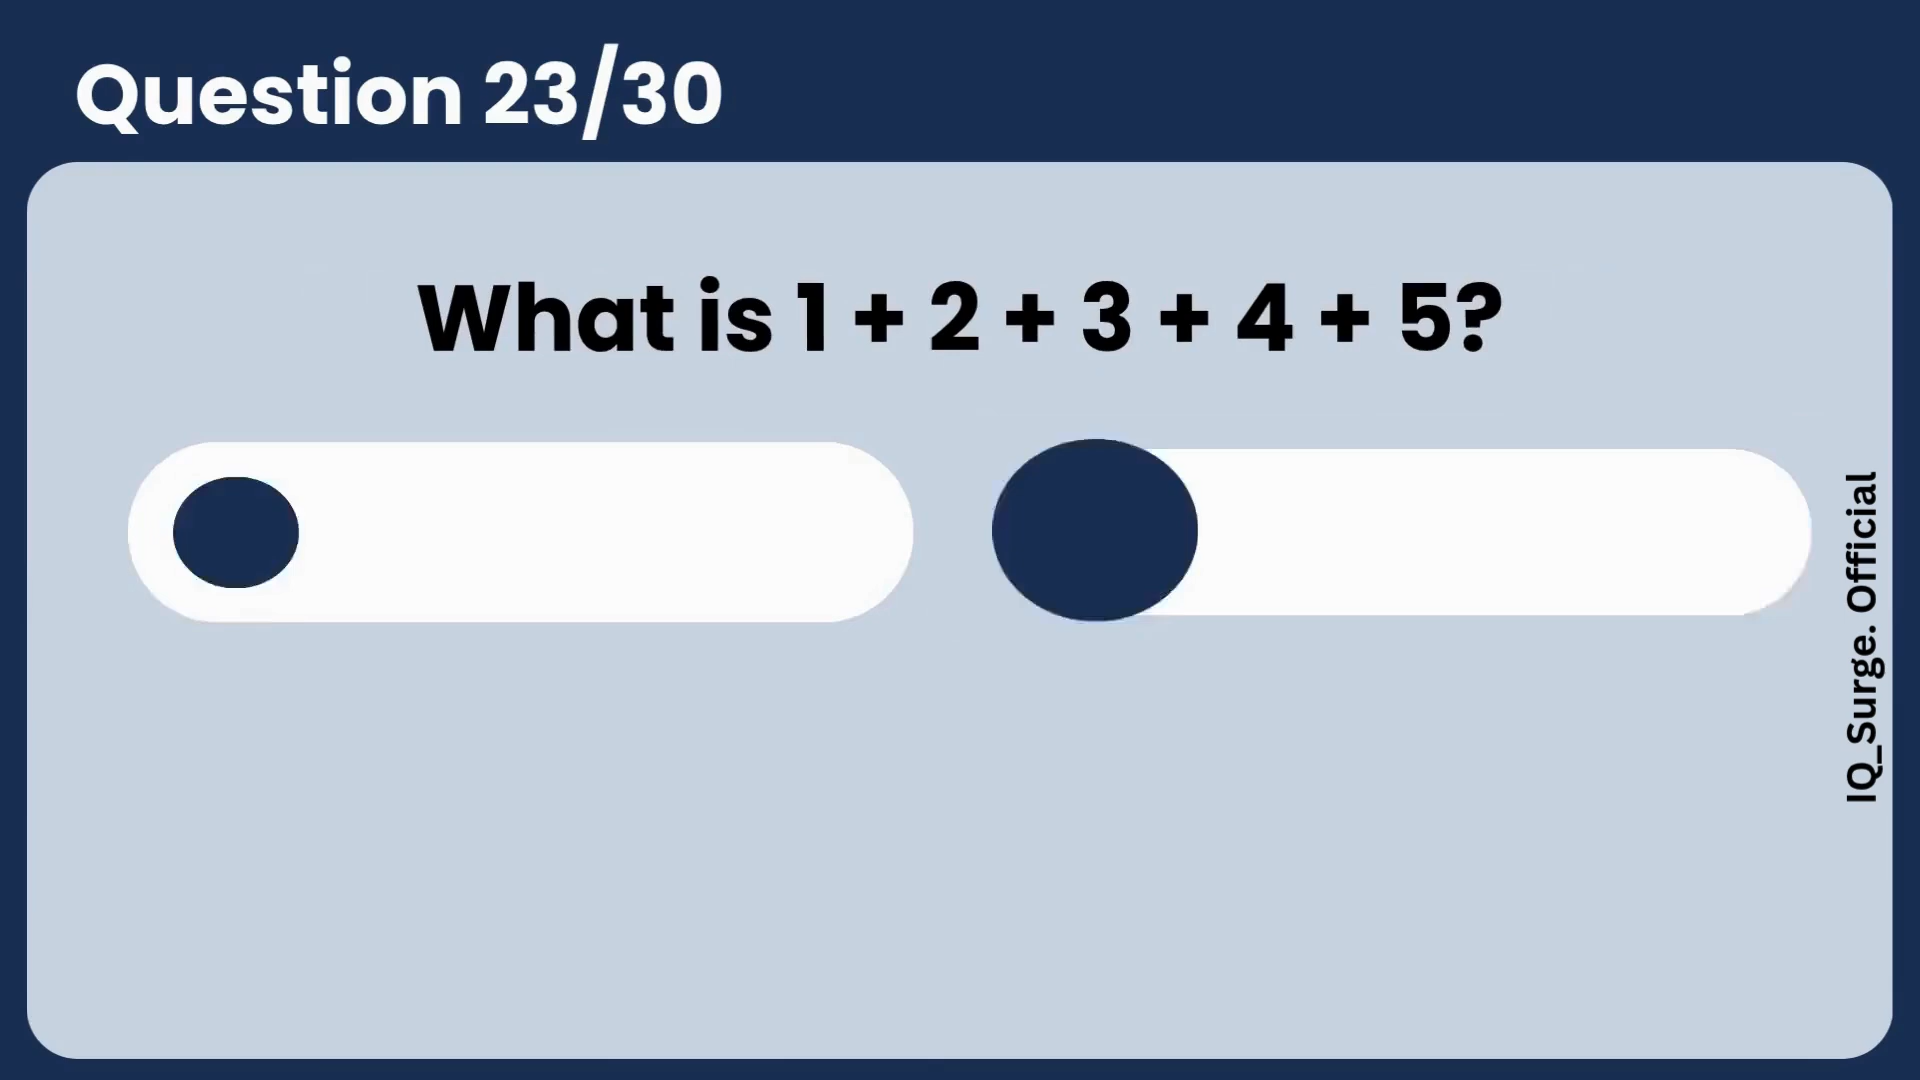 Question 23/30
What is 1 + 2 + 3 + 4 + 5?
IQ_Surge. Official